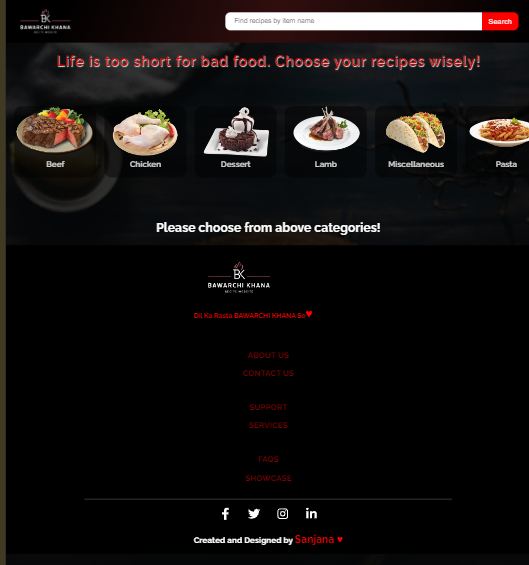 BK
BAWARCHI KHANA
Find recipes by item name
Search
Life is too short for bad food. Choose your recipes wisely!
Beef
Chicken
Dessert
Lamb
Miscellaneous
Pasta
Please choose from above categories!
BK
BAWARCHI KHANA
Dil Ka Rasta BAWARCHI KHANA Se♥
ABOUT US
CONTACT US
SUPPORT
SERVICES
FAQS
SHOWCASE
Created and Designed by Sanjana ♥